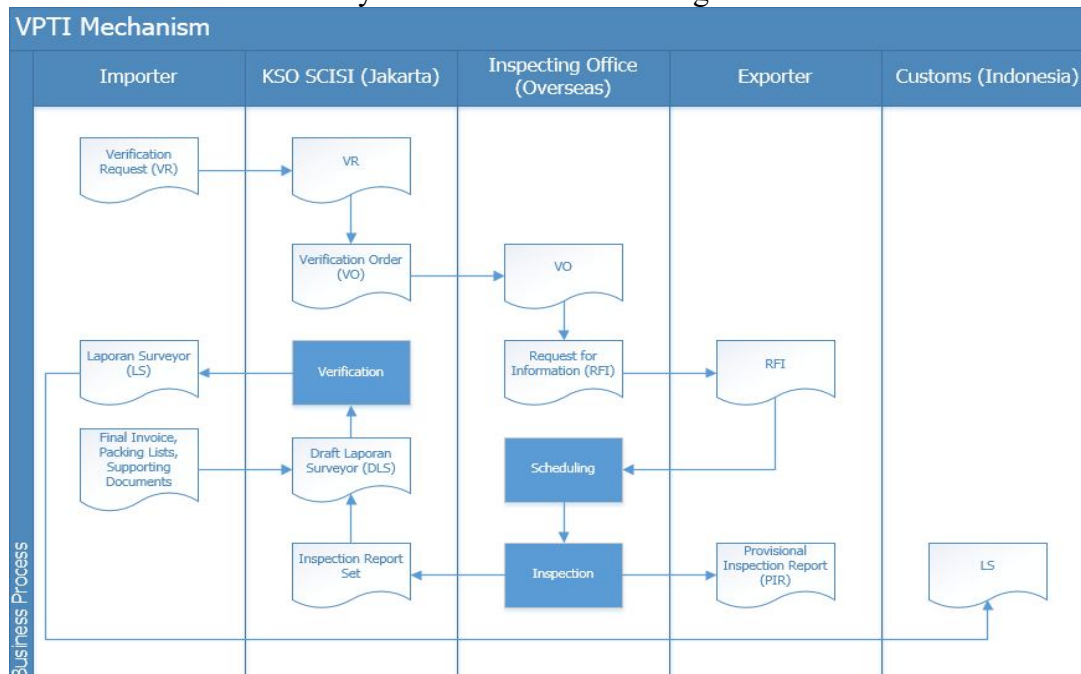 VPTI Mechanism
Importer
KSO SCISI (Jakarta)
Inspecting Office
(Overseas)
Exporter
Customs (Indonesia)
Business Process
Verification
Request (VR)
VR
Verification Order
(VO)
VO
Laporan Surveyor
(LS)
Verification
Request for
Information (RFI)
RFI
Final Invoice,
Packing Lists,
Supporting
Documents
Draft Laporan
Surveyor (DLS)
Scheduling
Inspection Report
Set
Inspection
Provisional
Inspection Report
(PIR)
LS